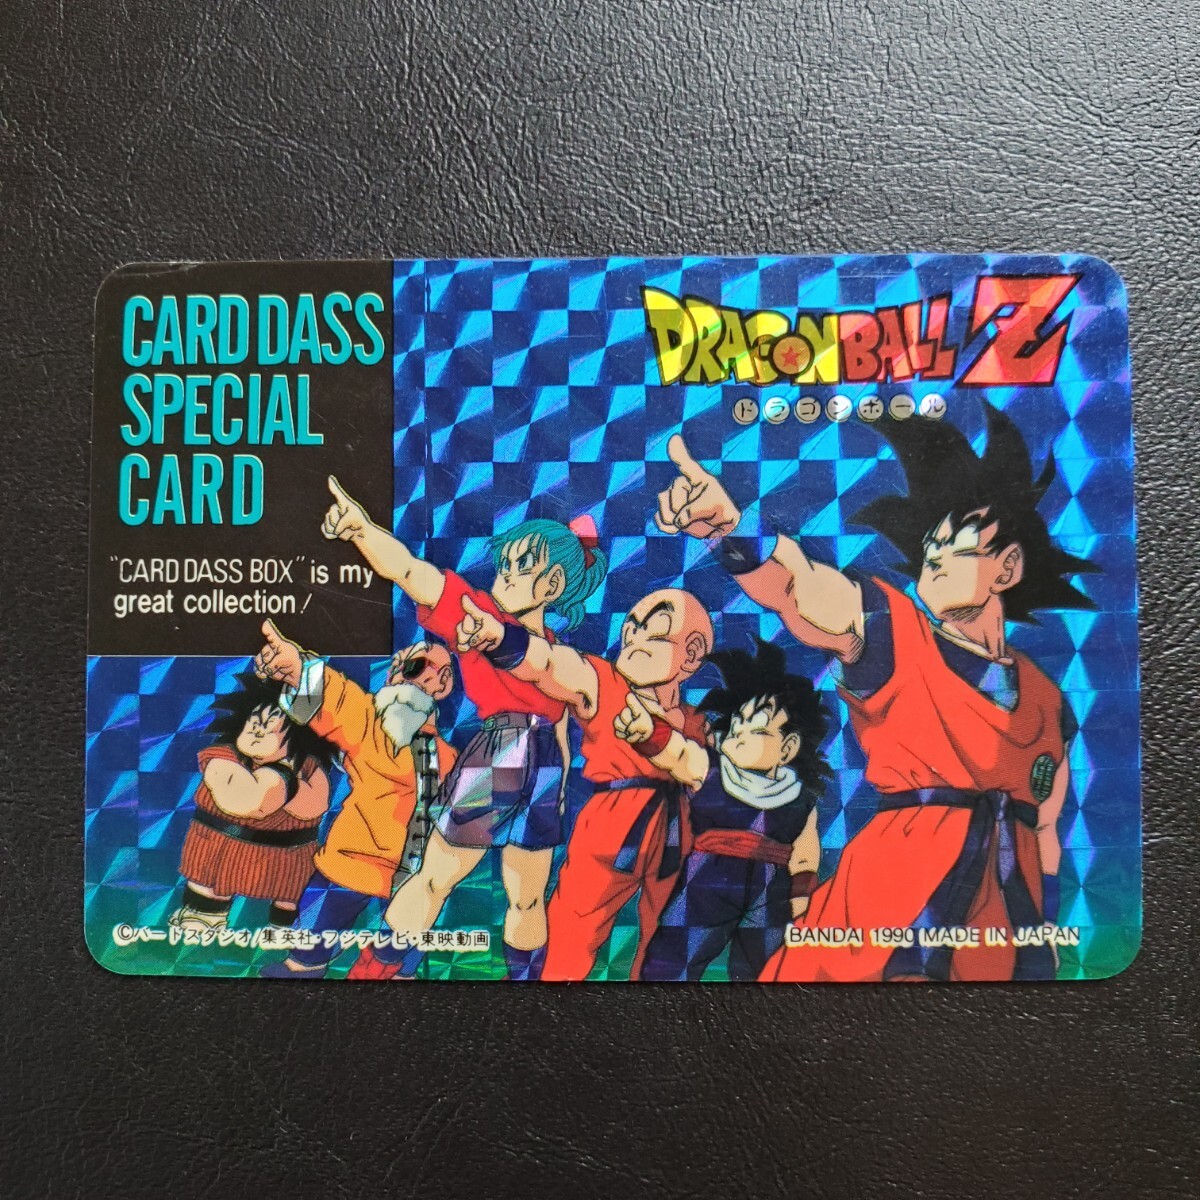 CARD DASS
SPECIAL
CARD
"CARD DASS BOX" is my
great collection!
DRAGONBALL Z
ドラゴンボール
©バードスタジオ/集英社・フジテレビ・東映動画
BANDAI 1990 MADE IN JAPAN